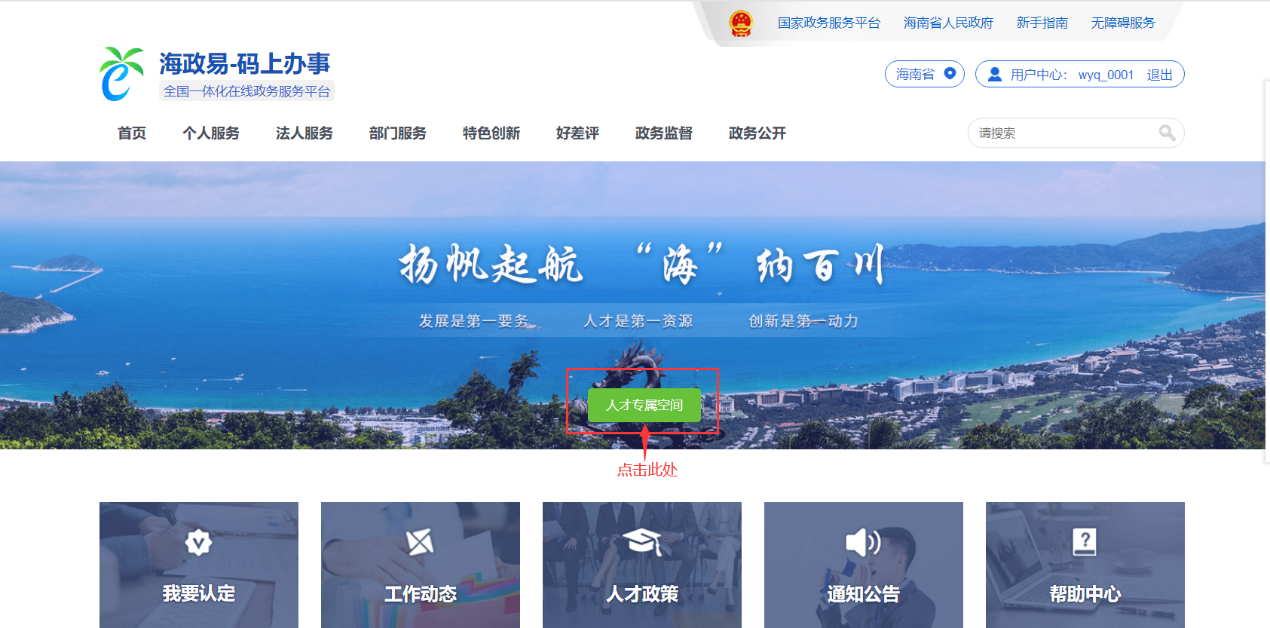 国家政务服务平台 海南省人民政府 新手指南 无障碍服务
海政易-码上办事
全国一体化在线政务服务平台
海南省 用户中心： wyq_0001 退出
首页 个人服务 法人服务 部门服务 特色创新 好差评 政务监督 政务公开 请搜索
扬帆起航 “海”纳百川
发展是第一要务 人才是第一资源 创新是第一动力
人才专属空间
点击此处
我要认定 工作动态 人才政策 通知公告 帮助中心